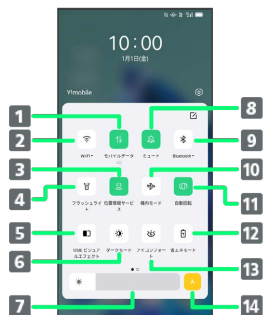 10:00
1月1日(金)
Y!mobile
1
2
3
4
5
6
7
8
9
10
11
12
13
14
WiFi
モバイルデータ
ミュート
Bluetooth
フラッシュライ
ト
位置情報サービ
ス
機内モード
自動回転
OSIE ビジュア
ルエフェクト
ダークモード
アイコンフォー
ト
省エネモード
A